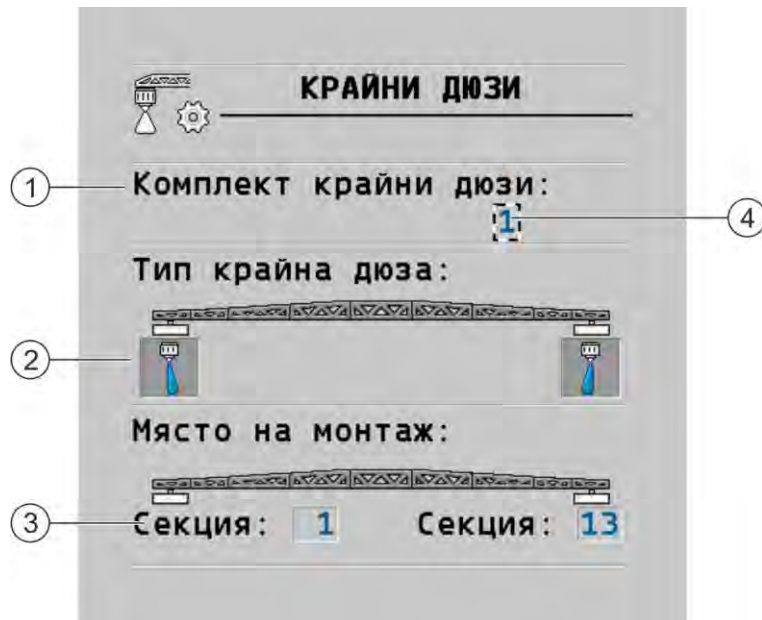 КРАЙНИ ДЮЗИ
1 Комплект крайни дюзи:
1 4
Тип крайна дюза:
2
Място на монтаж:
3 Секция: 1 Секция: 13